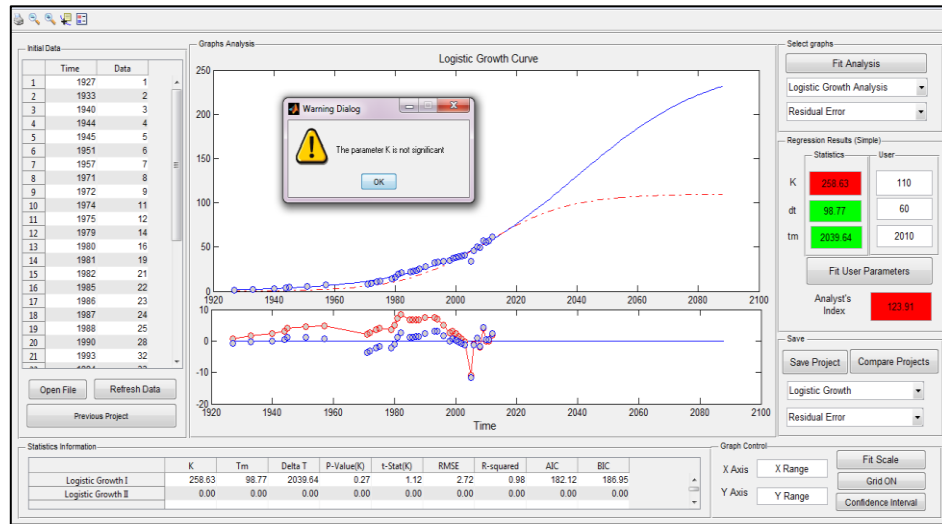 Initial Data
Time Data
1 1927 1
2 1933 2
3 1940 3
4 1944 4
5 1945 5
6 1951 6
7 1957 7
8 1971 8
9 1972 9
10 1974 11
11 1975 12
12 1979 14
13 1980 16
14 1981 19
15 1982 21
16 1985 22
17 1986 23
18 1987 24
19 1988 25
20 1990 28
21 1993 32
Open File
Refresh Data
Previous Project
Graphs Analysis
Logistic Growth Curve
250
200
150
100
50
0
1920 1940 1960 1980 2000 2020 2040 2060 2080 2100
Warning Dialog
The parameter K is not significant
OK
10
0
-10
-20
1920 1940 1960 1980 2000 2020 2040 2060 2080 2100
Time
Select graphs
Fit Analysis
Logistic Growth Analysis
Residual Error
Regression Results (Simple)
Statistics User
K 258.63 110
dt 98.77 60
tm 2039.64 2010
Fit User Parameters
Analyst's
Index
123.91
Save
Save Project
Compare Projects
Logistic Growth
Residual Error
Statistics Information
K Tm Delta T P-Value(K) t-Stat(K) RMSE R-squared AIC BIC
Logistic Growth I 258.63 98.77 2039.64 0.27 1.12 2.72 0.98 182.12 186.95
Logistic Growth II 0.00 0.00 0.00 0.00 0.00 0.00 0.00 0.00 0.00
Graph Control
X Axis X Range
Y Axis Y Range
Fit Scale
Grid ON
Confidence Interval